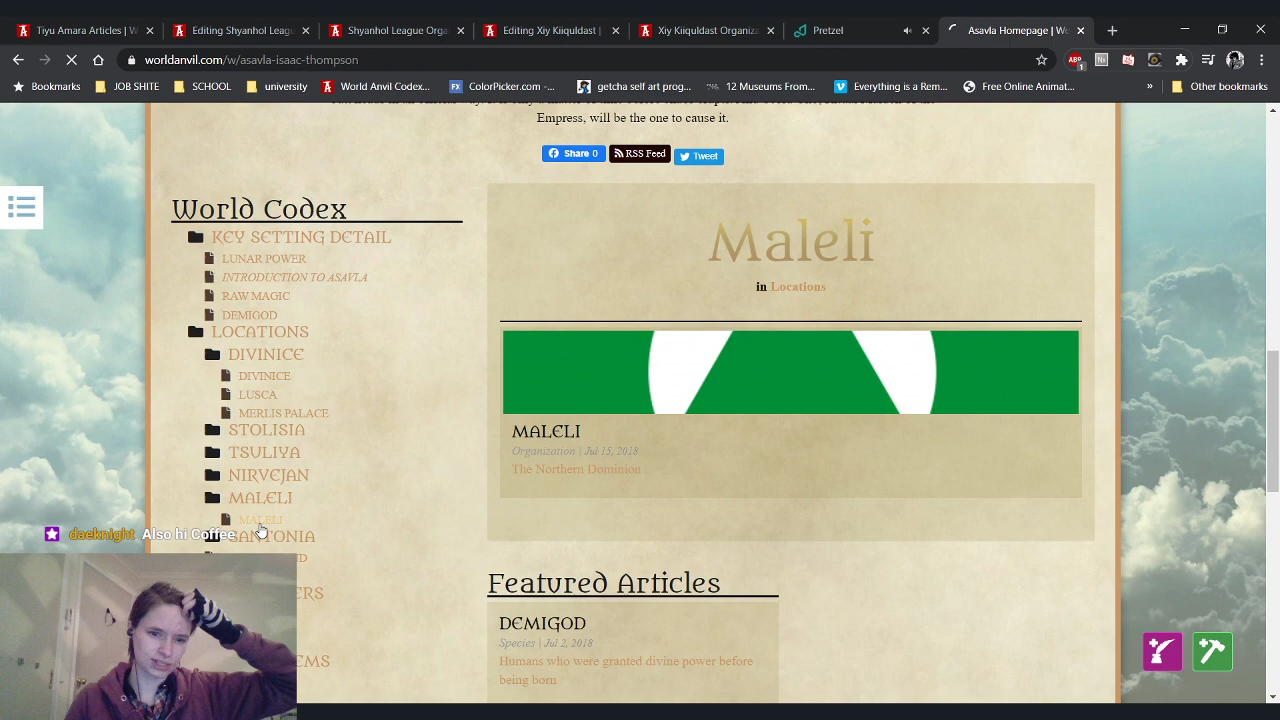 Tiyu Amara Articles | W
Editing Shyanhol Leagu
Shyanhol League Orga
Editing Xiy Kiiquldast |
Xiy Kiiquldast Organiza
Pretzel
Asavla Homepage | Wo
worldanvil.com/w/asavla-isaac-thompson
Bookmarks
JOB SHITE
SCHOOL
university
World Anvil Codex...
ColorPicker.com -...
getcha self art prog...
12 Museums From...
Everything is a Rem...
Free Online Animat...
»
Other bookmarks
Empress, will be the one to cause it.
Share 0
RSS Feed
Tweet
World Codex
KEY SETTING DETAIL
LUNAR POWER
INTRODUCTION TO ASAVLA
RAW MAGIC
DEMIGOD
LOCATIONS
DIVINICE
DIVINICE
LUSCA
MERLIS PALACE
STOLISIA
TSULIYA
NIRVEJAN
MALELI
MALELI
daeknight Also hi Coffee
Maleli
in Locations
MALELI
Organization | Jul 15, 2018
The Northern Dominion
Featured Articles
DEMIGOD
Species | Jul 2, 2018
Humans who were granted divine power before
being born